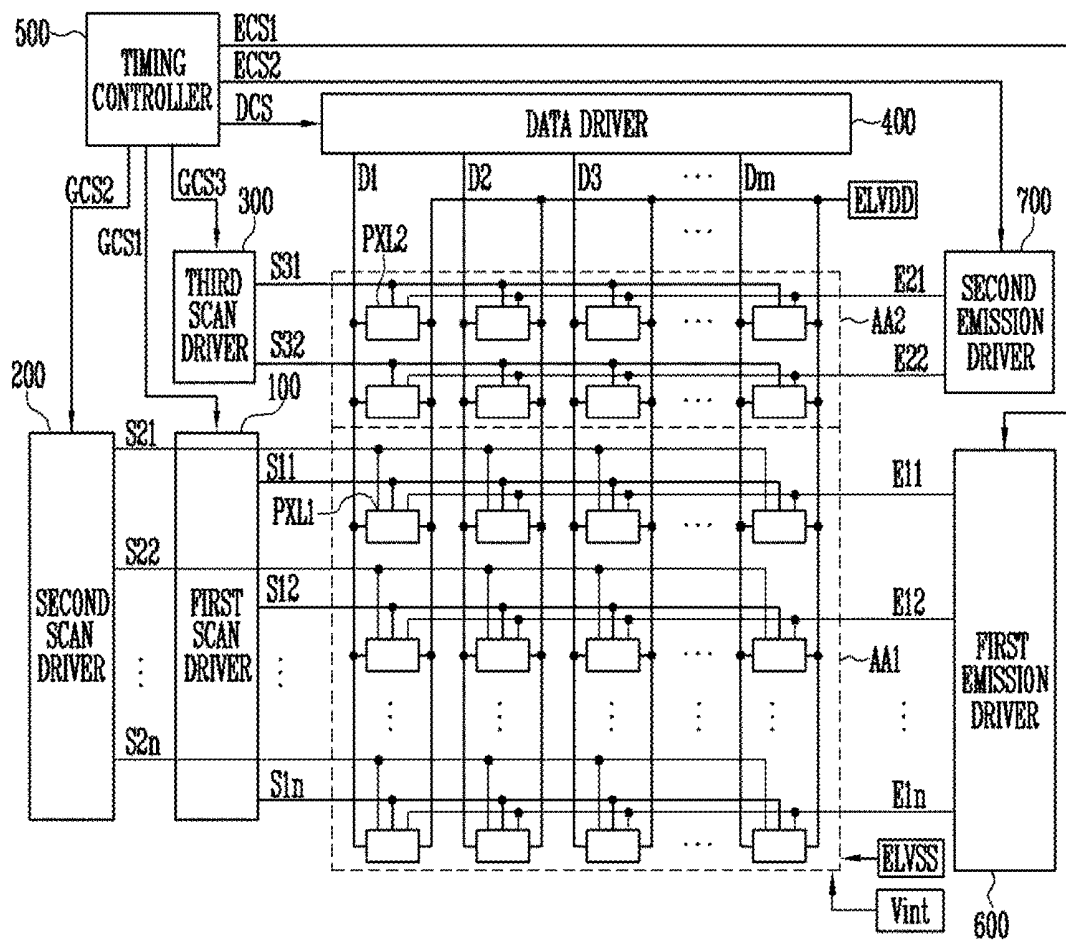 500
TIMING
CONTROLLER
ECS1
ECS2
DCS
DATA DRIVER
400
GCS2
GCS1
GCS3
D1
D2
D3
...
Dm
ELVDD
300
PXL2
700
THIRD
SCAN
DRIVER
S31
S32
E21
E22
AA2
SECOND
EMISSION
DRIVER
200
100
S21
S11
PXL1
E11
S22
S12
E12
SECOND
SCAN
DRIVER
FIRST
SCAN
DRIVER
AA1
FIRST
EMISSION
DRIVER
S2n
S1n
E1n
ELVSS
Vint
600